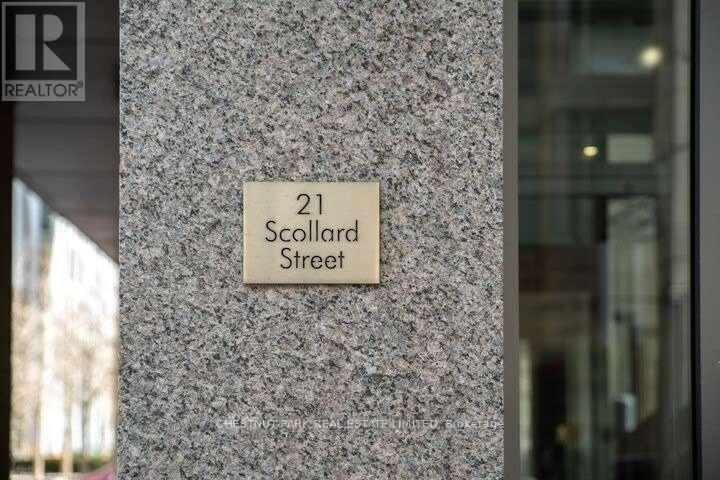 R
REALTOR®
21
Scollard
Street
CHESTNUT PARK REAL ESTATE LIMITED, Brokerage